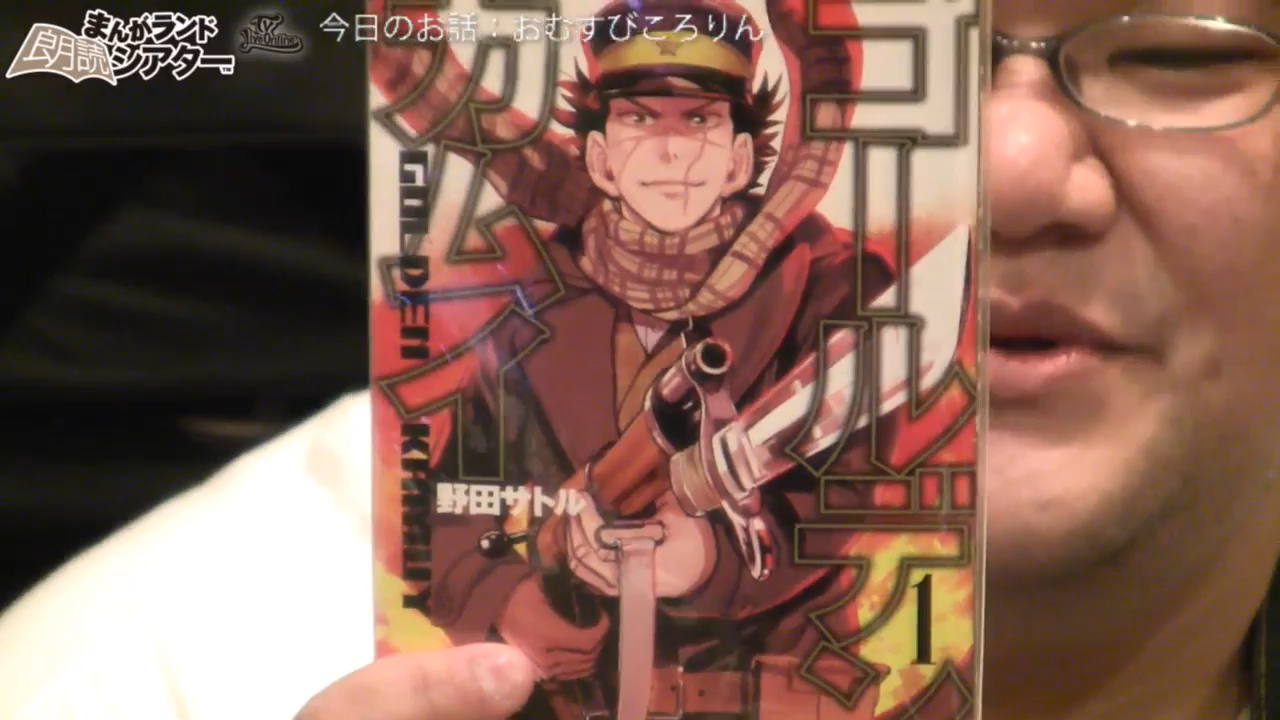 まんがランド
朗読シアター
TV
LiveOnline
今日のお話：おむすびころりん
ゴールデン
カムイ
GOLDEN KAMUY
野田サトル
1